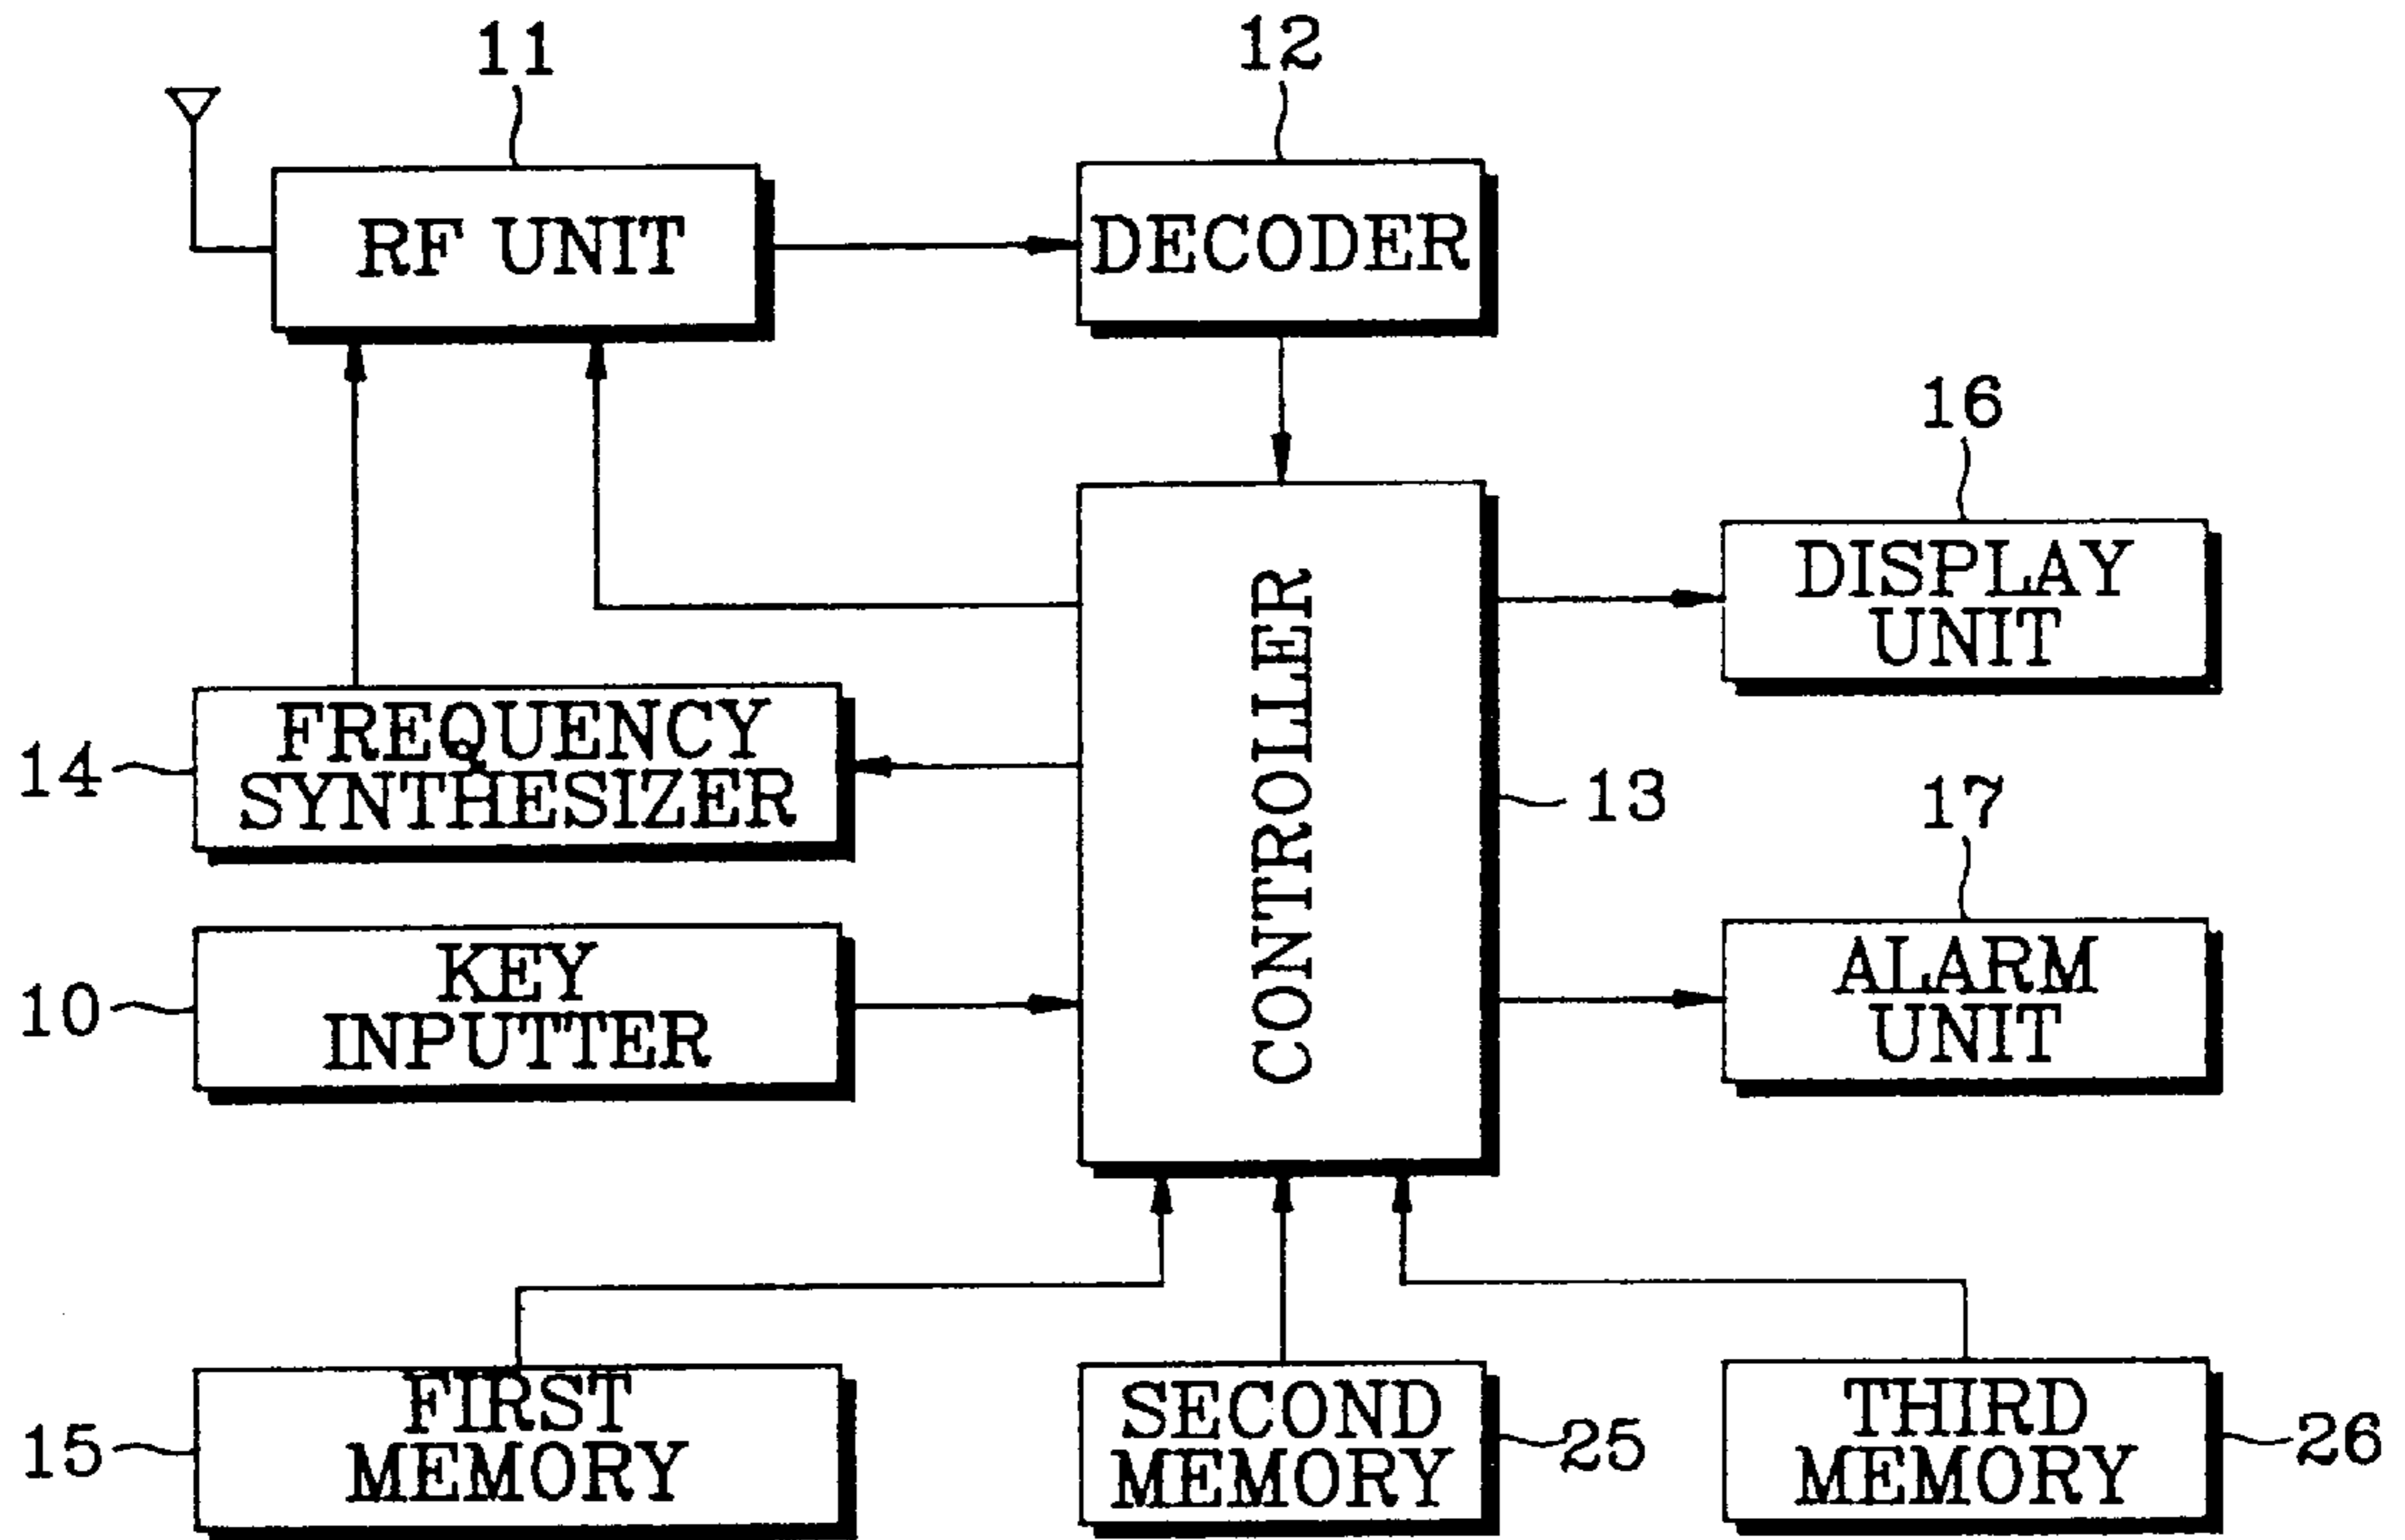 11
12
RF UNIT
DECODER
16
DISPLAY
UNIT
CONTROLLER
14
FREQUENCY
SYNTHESIZER
13
17
10
KEY
INPUTTER
ALARM
UNIT
15
FIRST
MEMORY
SECOND
MEMORY
25
THIRD
MEMORY
26